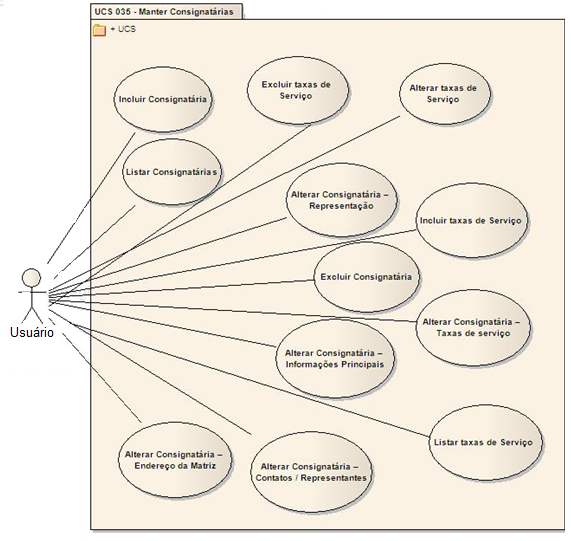 UCS 035 - Manter Consignatárias
+ UCS
Excluir taxas de
Serviço
Alterar taxas de
Serviço
Incluir Consignatária
Listar Consignatárias
Alterar Consignatária –
Representação
Incluir taxas de Serviço
Excluir Consignatária
Usuário
Alterar Consignatária –
Taxas de serviço
Alterar Consignatária –
Informações Principais
Listar taxas de Serviço
Alterar Consignatária –
Endereço da Matriz
Alterar Consignatária –
Contatos / Representantes